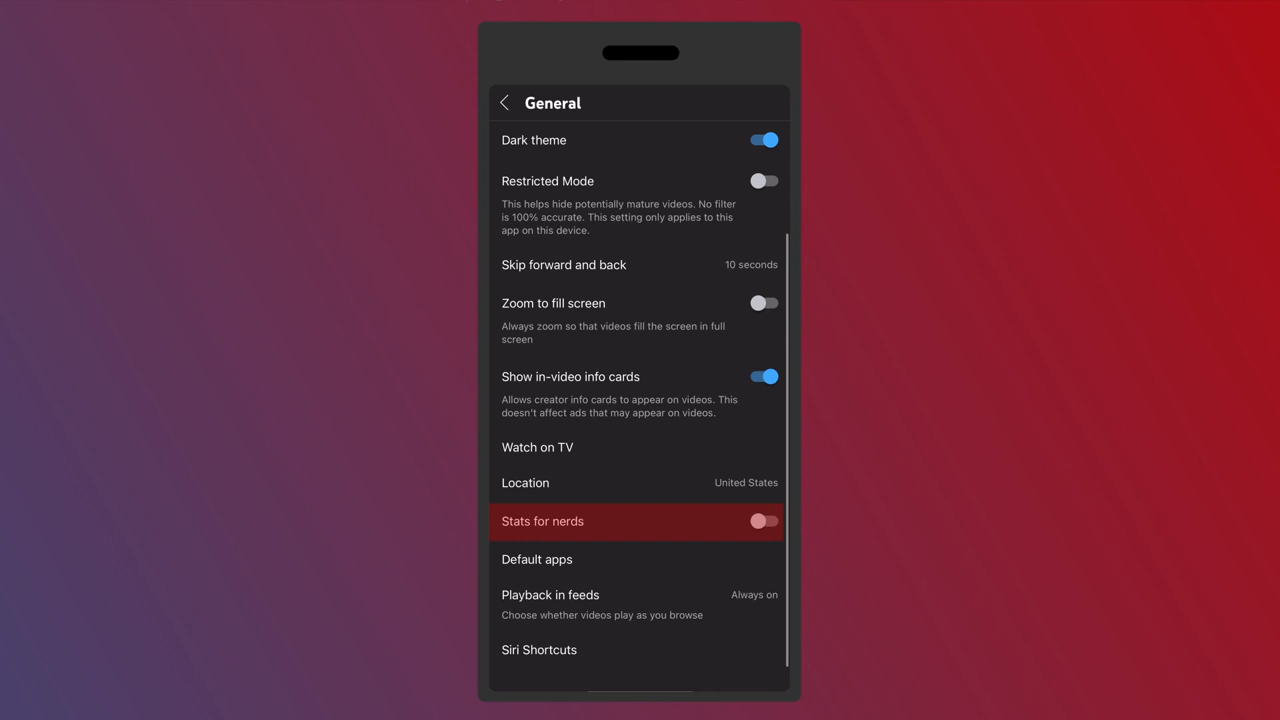 General
Dark theme
Restricted Mode
This helps hide potentially mature videos. No filter
is 100% accurate. This setting only applies to this
app on this device.
Skip forward and back 10 seconds
Zoom to fill screen
Always zoom so that videos fill the screen in full
screen
Show in-video info cards
Allows creator info cards to appear on videos. This
doesn't affect ads that may appear on videos.
Watch on TV
Location United States
Stats for nerds
Default apps
Playback in feeds Always on
Choose whether videos play as you browse
Siri Shortcuts